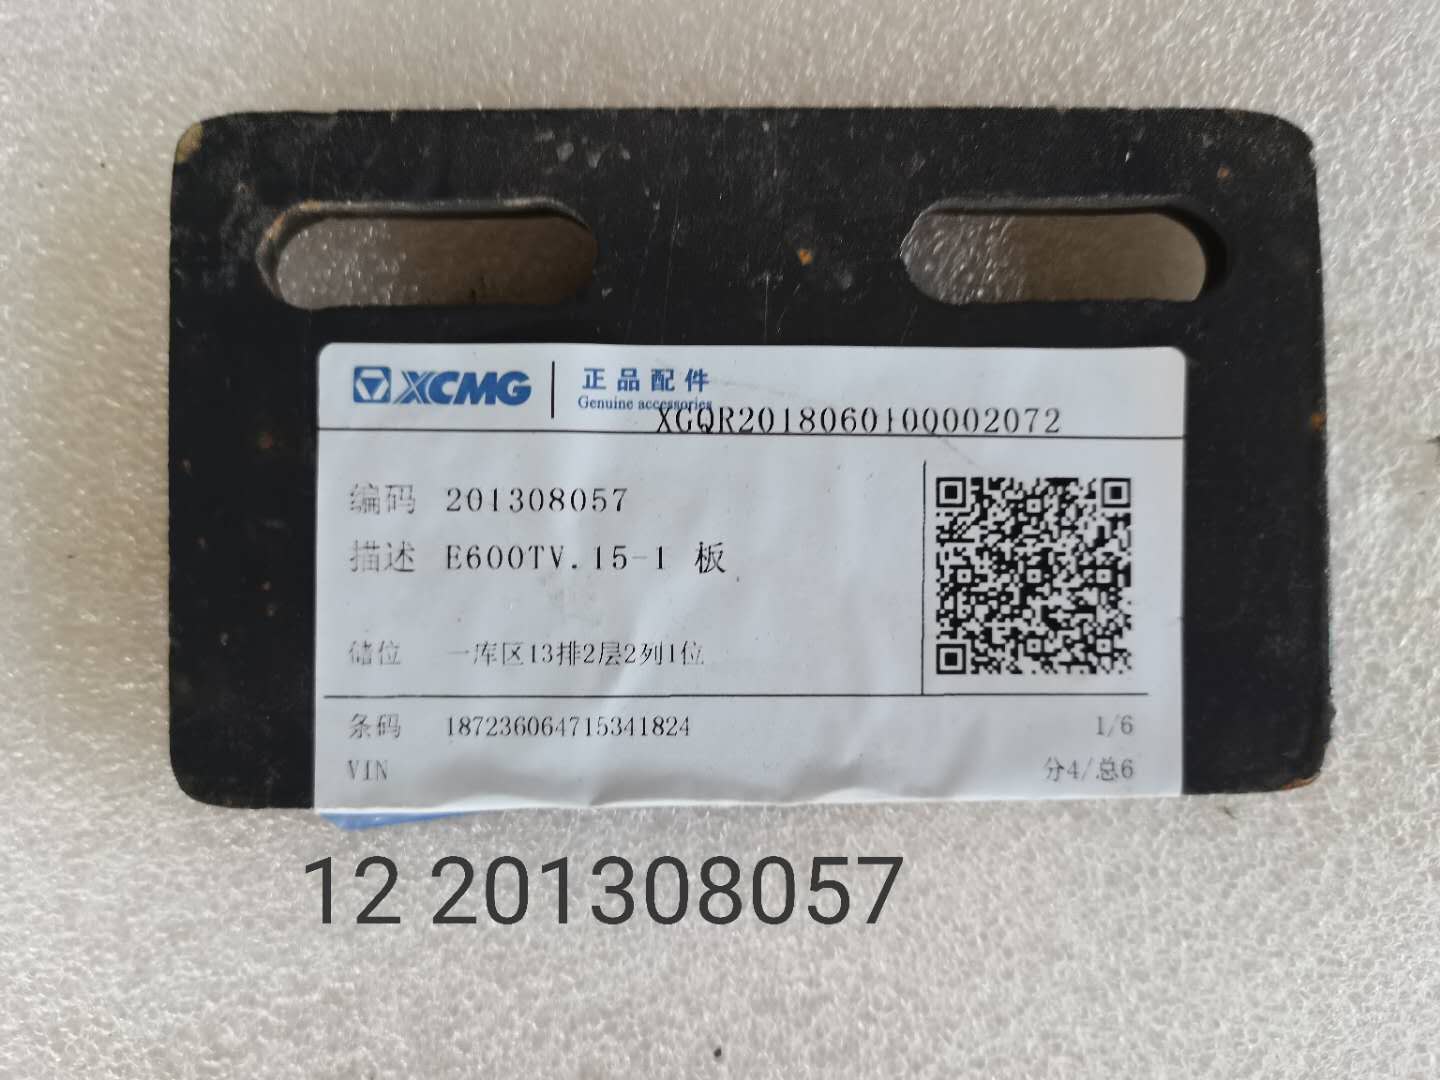 XCMG 正品配件
Genuine accessories
XGQR2018060100002072
编码 201308057
描述 E600TV.15-1 板
储位 一库区13排2层2列1位
条码 187236064715341824 1/6
VIN 分4/总6
12 201308057